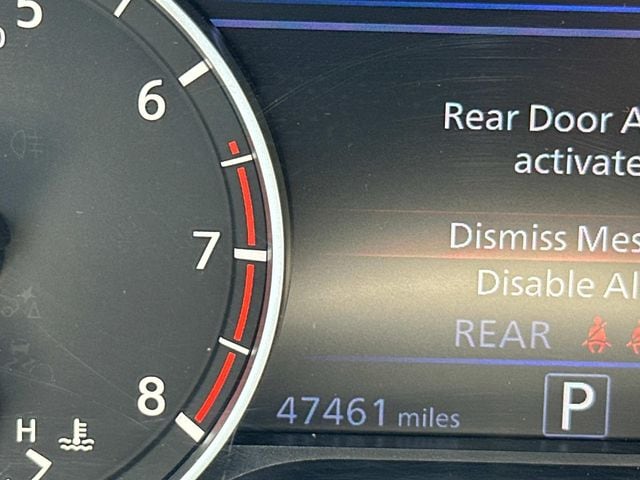 5
6
7
8
H
Rear Door A
activate
Dismiss Mes
Disable Al
REAR
47461 miles
P